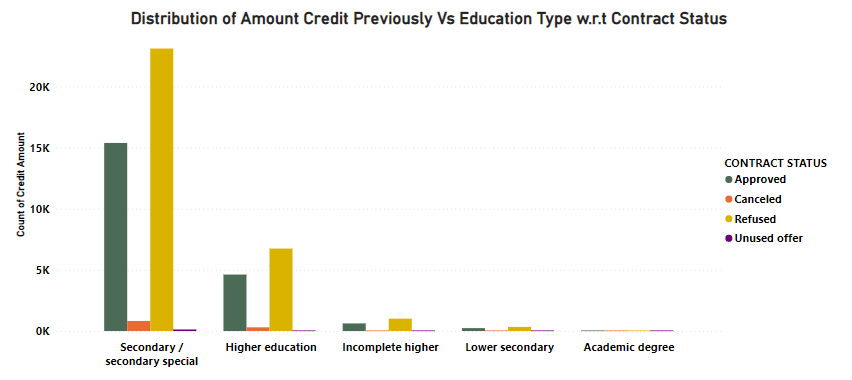 Distribution of Amount Credit Previously Vs Education Type w.r.t Contract Status
20K
15K
10K
5K
0K
Count of Credit Amount
Secondary /
secondary special
Higher education
Incomplete higher
Lower secondary
Academic degree
CONTRACT STATUS
Approved
Canceled
Refused
Unused offer